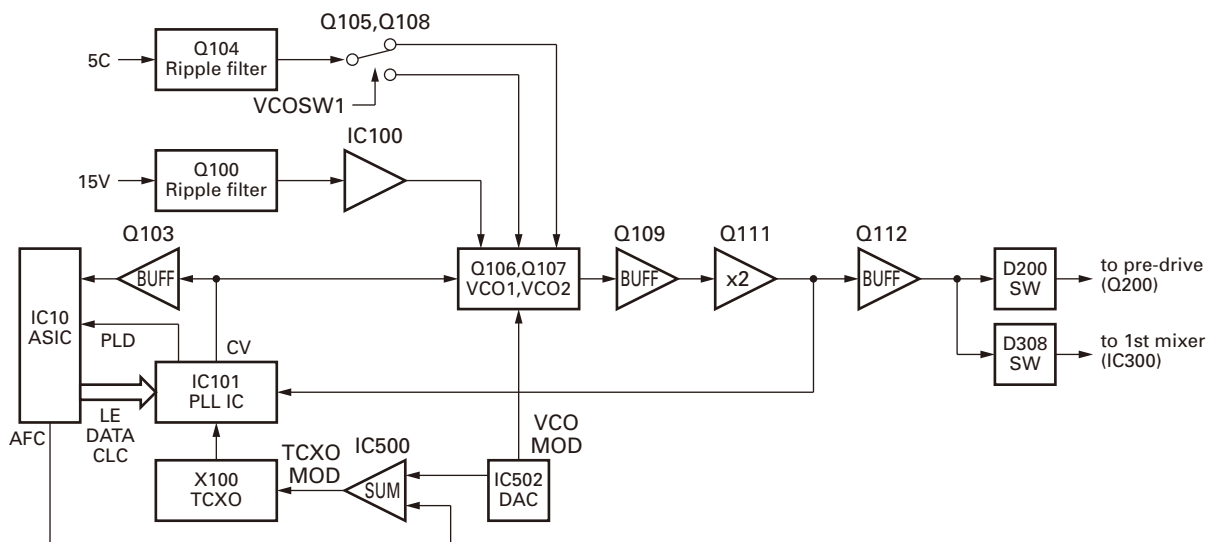 Q105,Q108
5C
Q104
Ripple filter
VCOSW1
IC100
15V
Q100
Ripple filter
Q103
BUFF
Q106,Q107
VCO1,VCO2
Q109
BUFF
Q111
x2
Q112
BUFF
D200
SW
to pre-drive
(Q200)
IC10
ASIC
PLD
CV
D308
SW
to 1st mixer
(IC300)
IC101
PLL IC
AFC
LE
DATA
CLC
VCO
MOD
TCXO
MOD
IC500
SUM
X100
TCXO
IC502
DAC